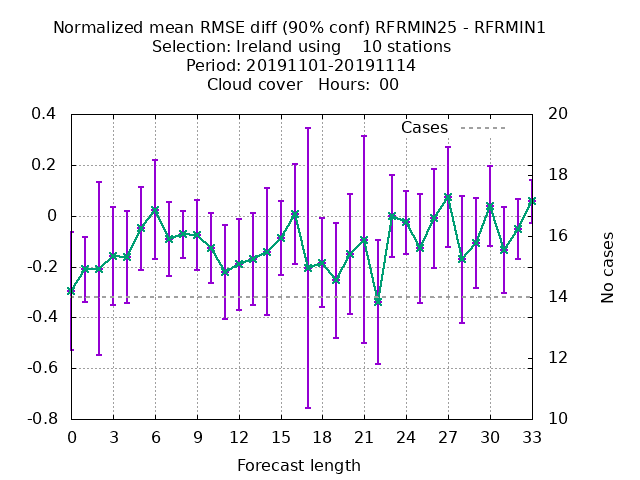 Normalized mean RMSE diff (90% conf) RFRMIN25 - RFRMIN1
Selection: Ireland using    10 stations
Period: 20191101-20191114
Cloud cover   Hours:  00
Cases
0.4
0.2
0
-0.2
-0.4
-0.6
-0.8
20
18
16
14
12
10
No cases
0 3 6 9 12 15 18 21 24 27 30 33
Forecast length